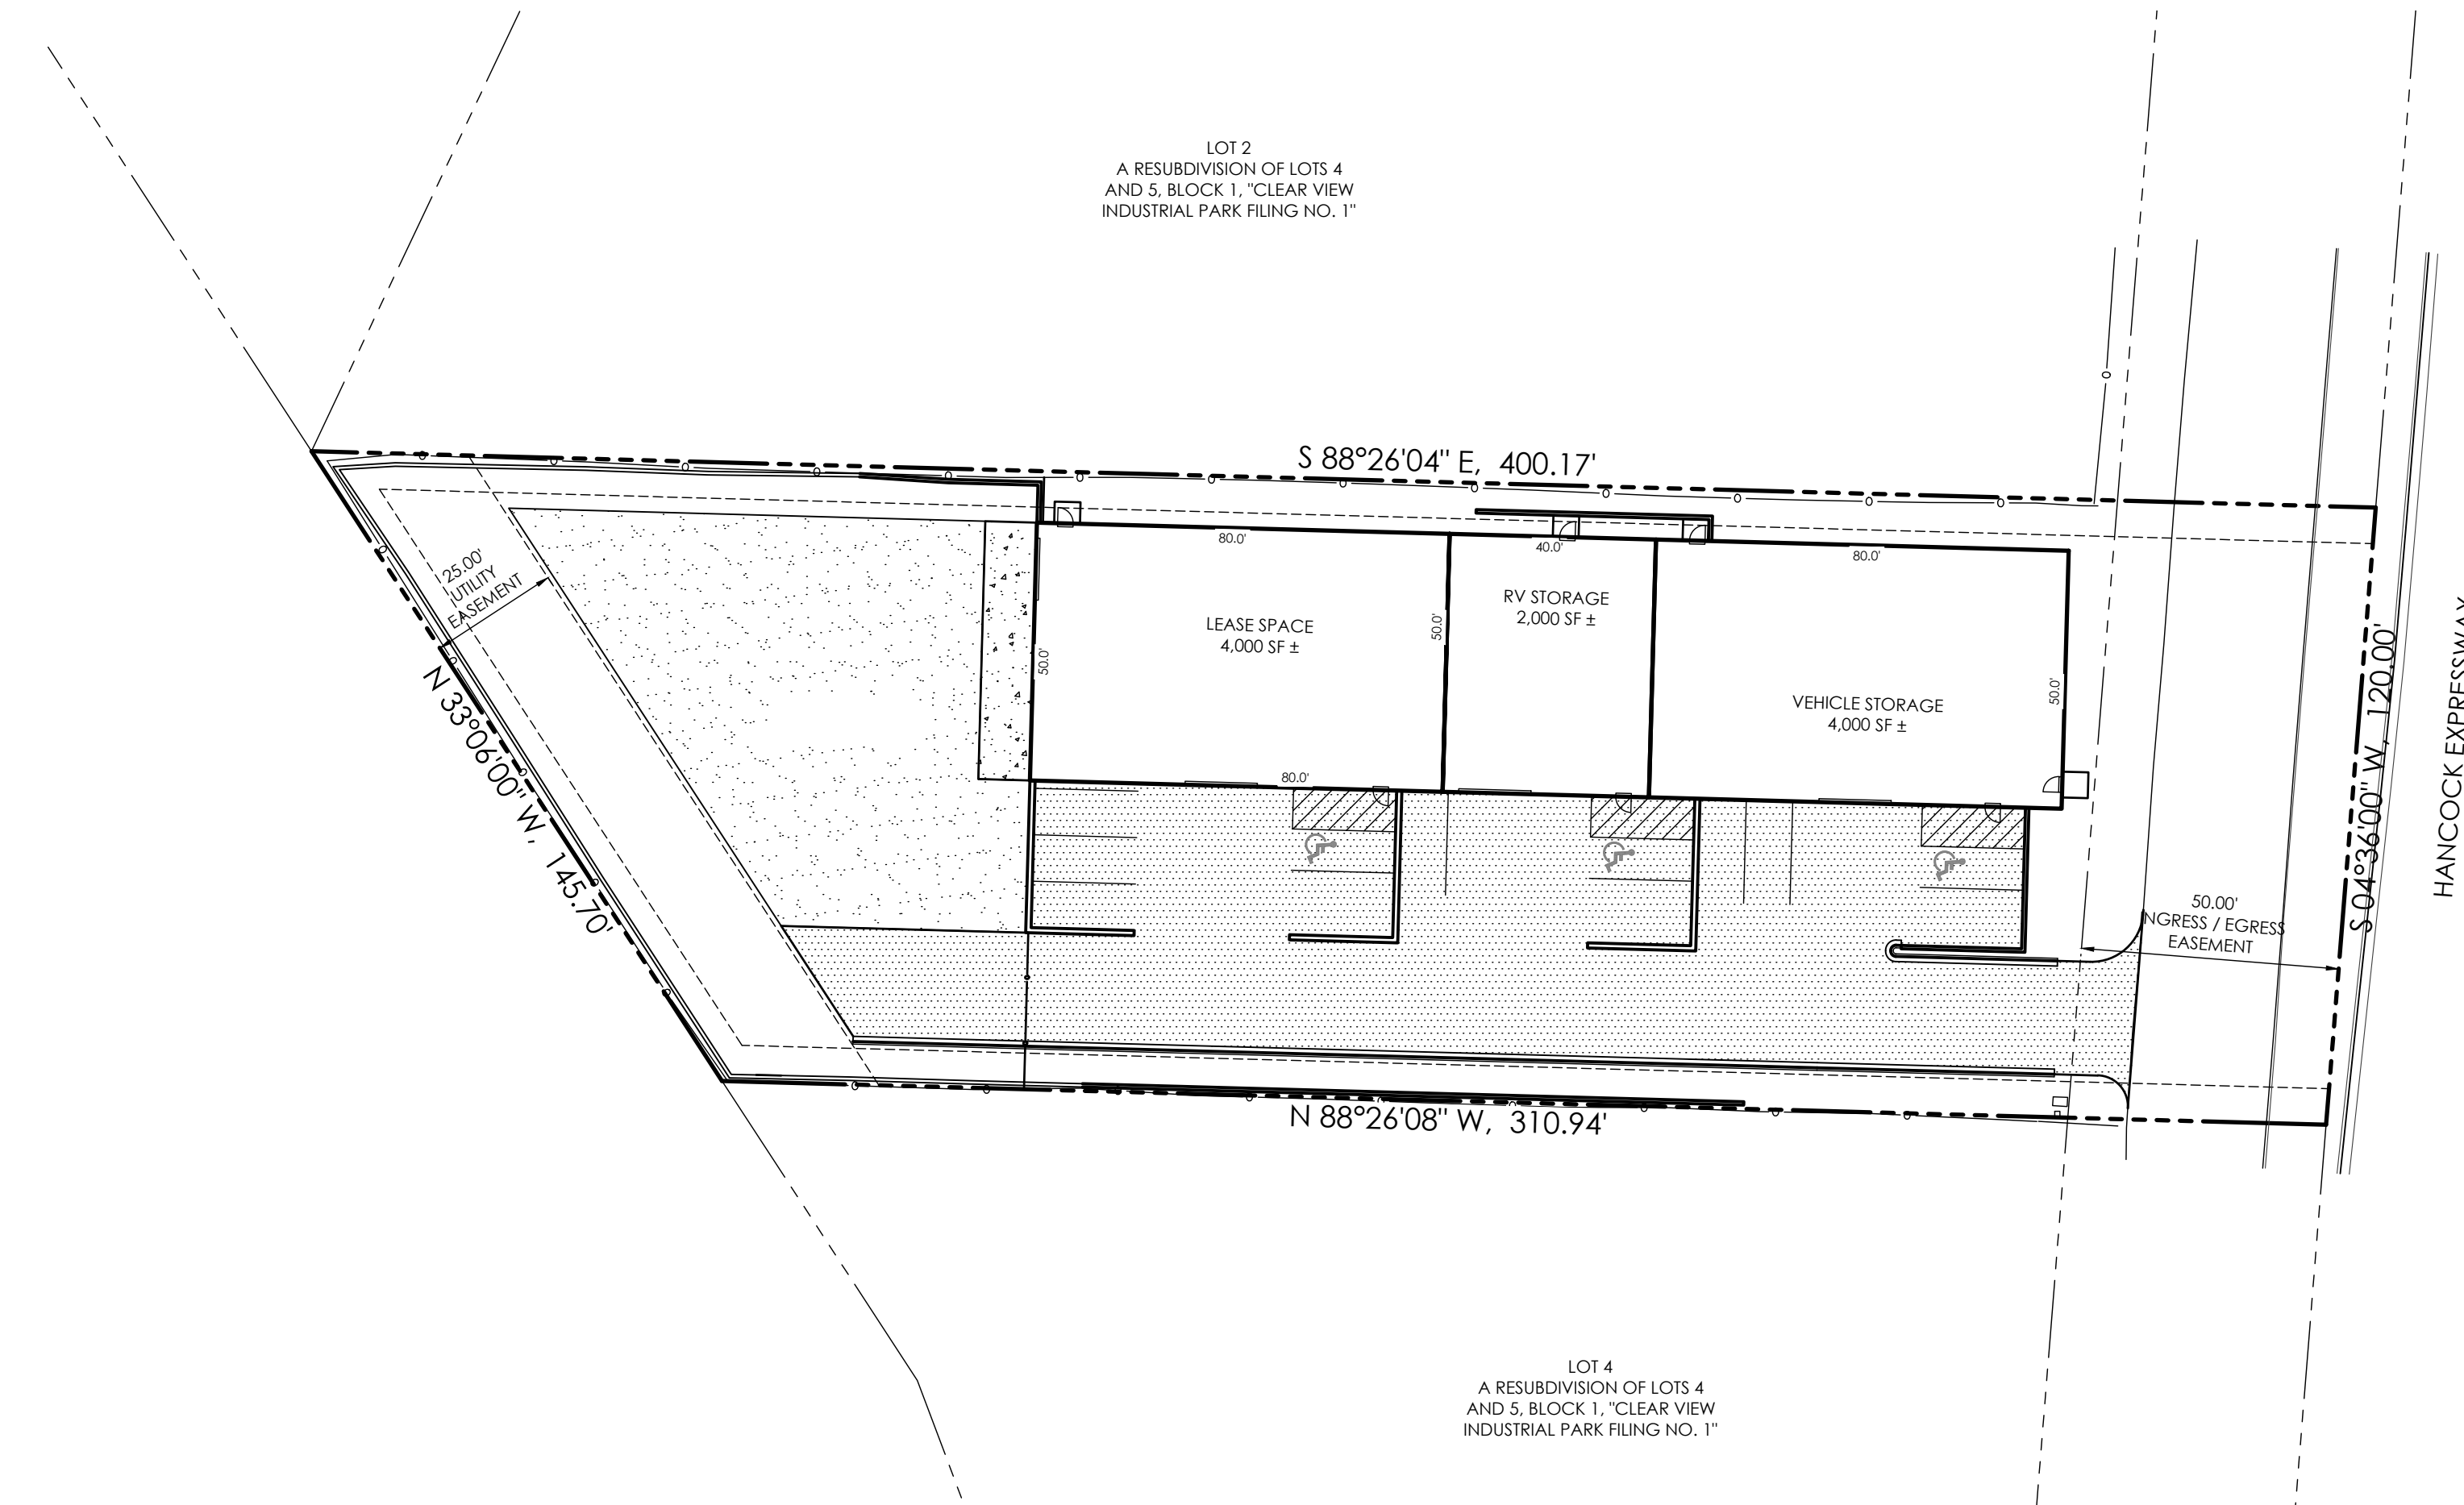 LOT 2
A RESUBDIVISION OF LOTS 4
AND 5, BLOCK 1, "CLEAR VIEW
INDUSTRIAL PARK FILING NO. 1"
S 88°26'04" E, 400.17'
80.0'
40.0'
80.0'
25.00'
UTILITY
EASEMENT
LEASE SPACE
4,000 SF ±
RV STORAGE
2,000 SF ±
VEHICLE STORAGE
4,000 SF ±
50.0'
50.0'
50.0'
80.0'
N 33°06'00" W, 145.70'
S 04°36'00" W, 120.00'
HANCOCK EXPRESSWAY
50.00'
NGRESS / EGRESS
EASEMENT
N 88°26'08" W, 310.94'
LOT 4
A RESUBDIVISION OF LOTS 4
AND 5, BLOCK 1, "CLEAR VIEW
INDUSTRIAL PARK FILING NO. 1"